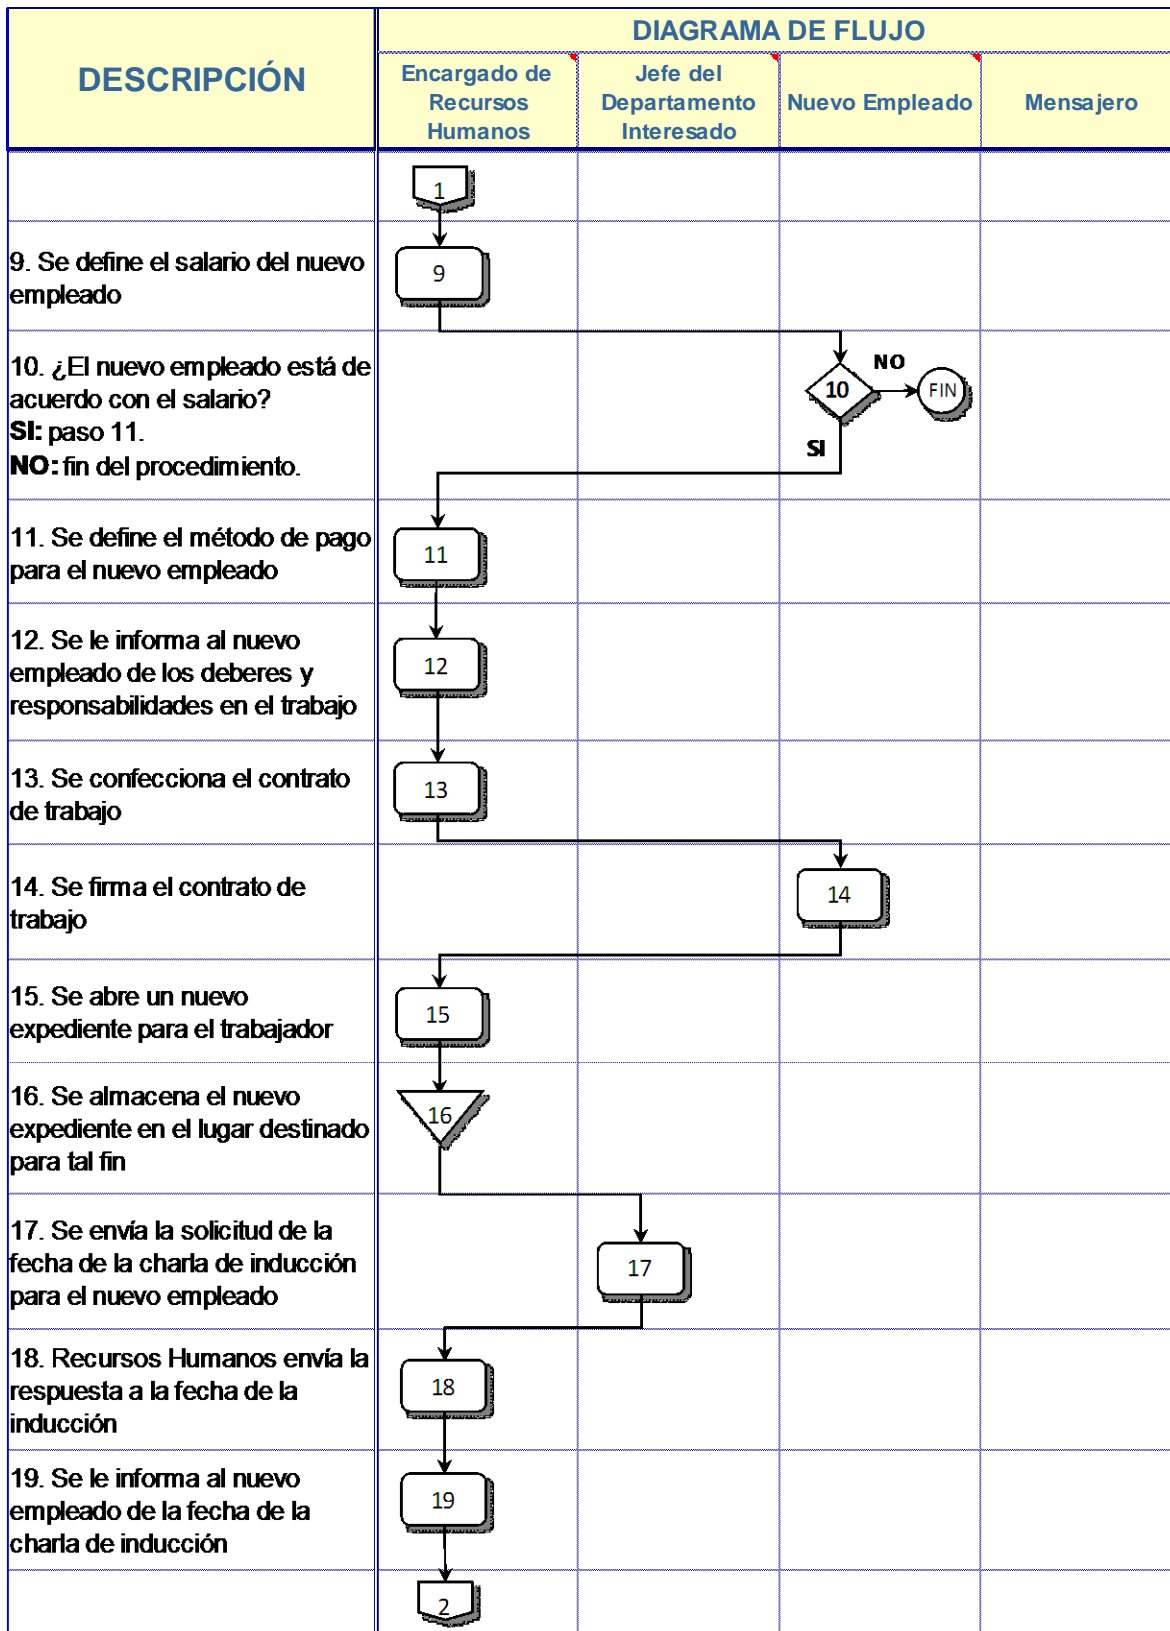 DESCRIPCIÓN
DIAGRAMA DE FLUJO
Encargado de
Recursos
Humanos
Jefe del
Departamento
Interesado
Nuevo Empleado
Mensajero
1
9. Se define el salario del nuevo
empleado
9
10. ¿El nuevo empleado está de
acuerdo con el salario?
SI: paso 11.
NO: fin del procedimiento.
10
NO
FIN
SI
11. Se define el método de pago
para el nuevo empleado
11
12. Se le informa al nuevo
empleado de los deberes y
responsabilidades en el trabajo
12
13. Se confecciona el contrato
de trabajo
13
14. Se firma el contrato de
trabajo
14
15. Se abre un nuevo
expediente para el trabajador
15
16. Se almacena el nuevo
expediente en el lugar destinado
para tal fin
16
17. Se envía la solicitud de la
fecha de la charla de inducción
para el nuevo empleado
17
18. Recursos Humanos envía la
respuesta a la fecha de la
inducción
18
19. Se le informa al nuevo
empleado de la fecha de la
charla de inducción
19
2